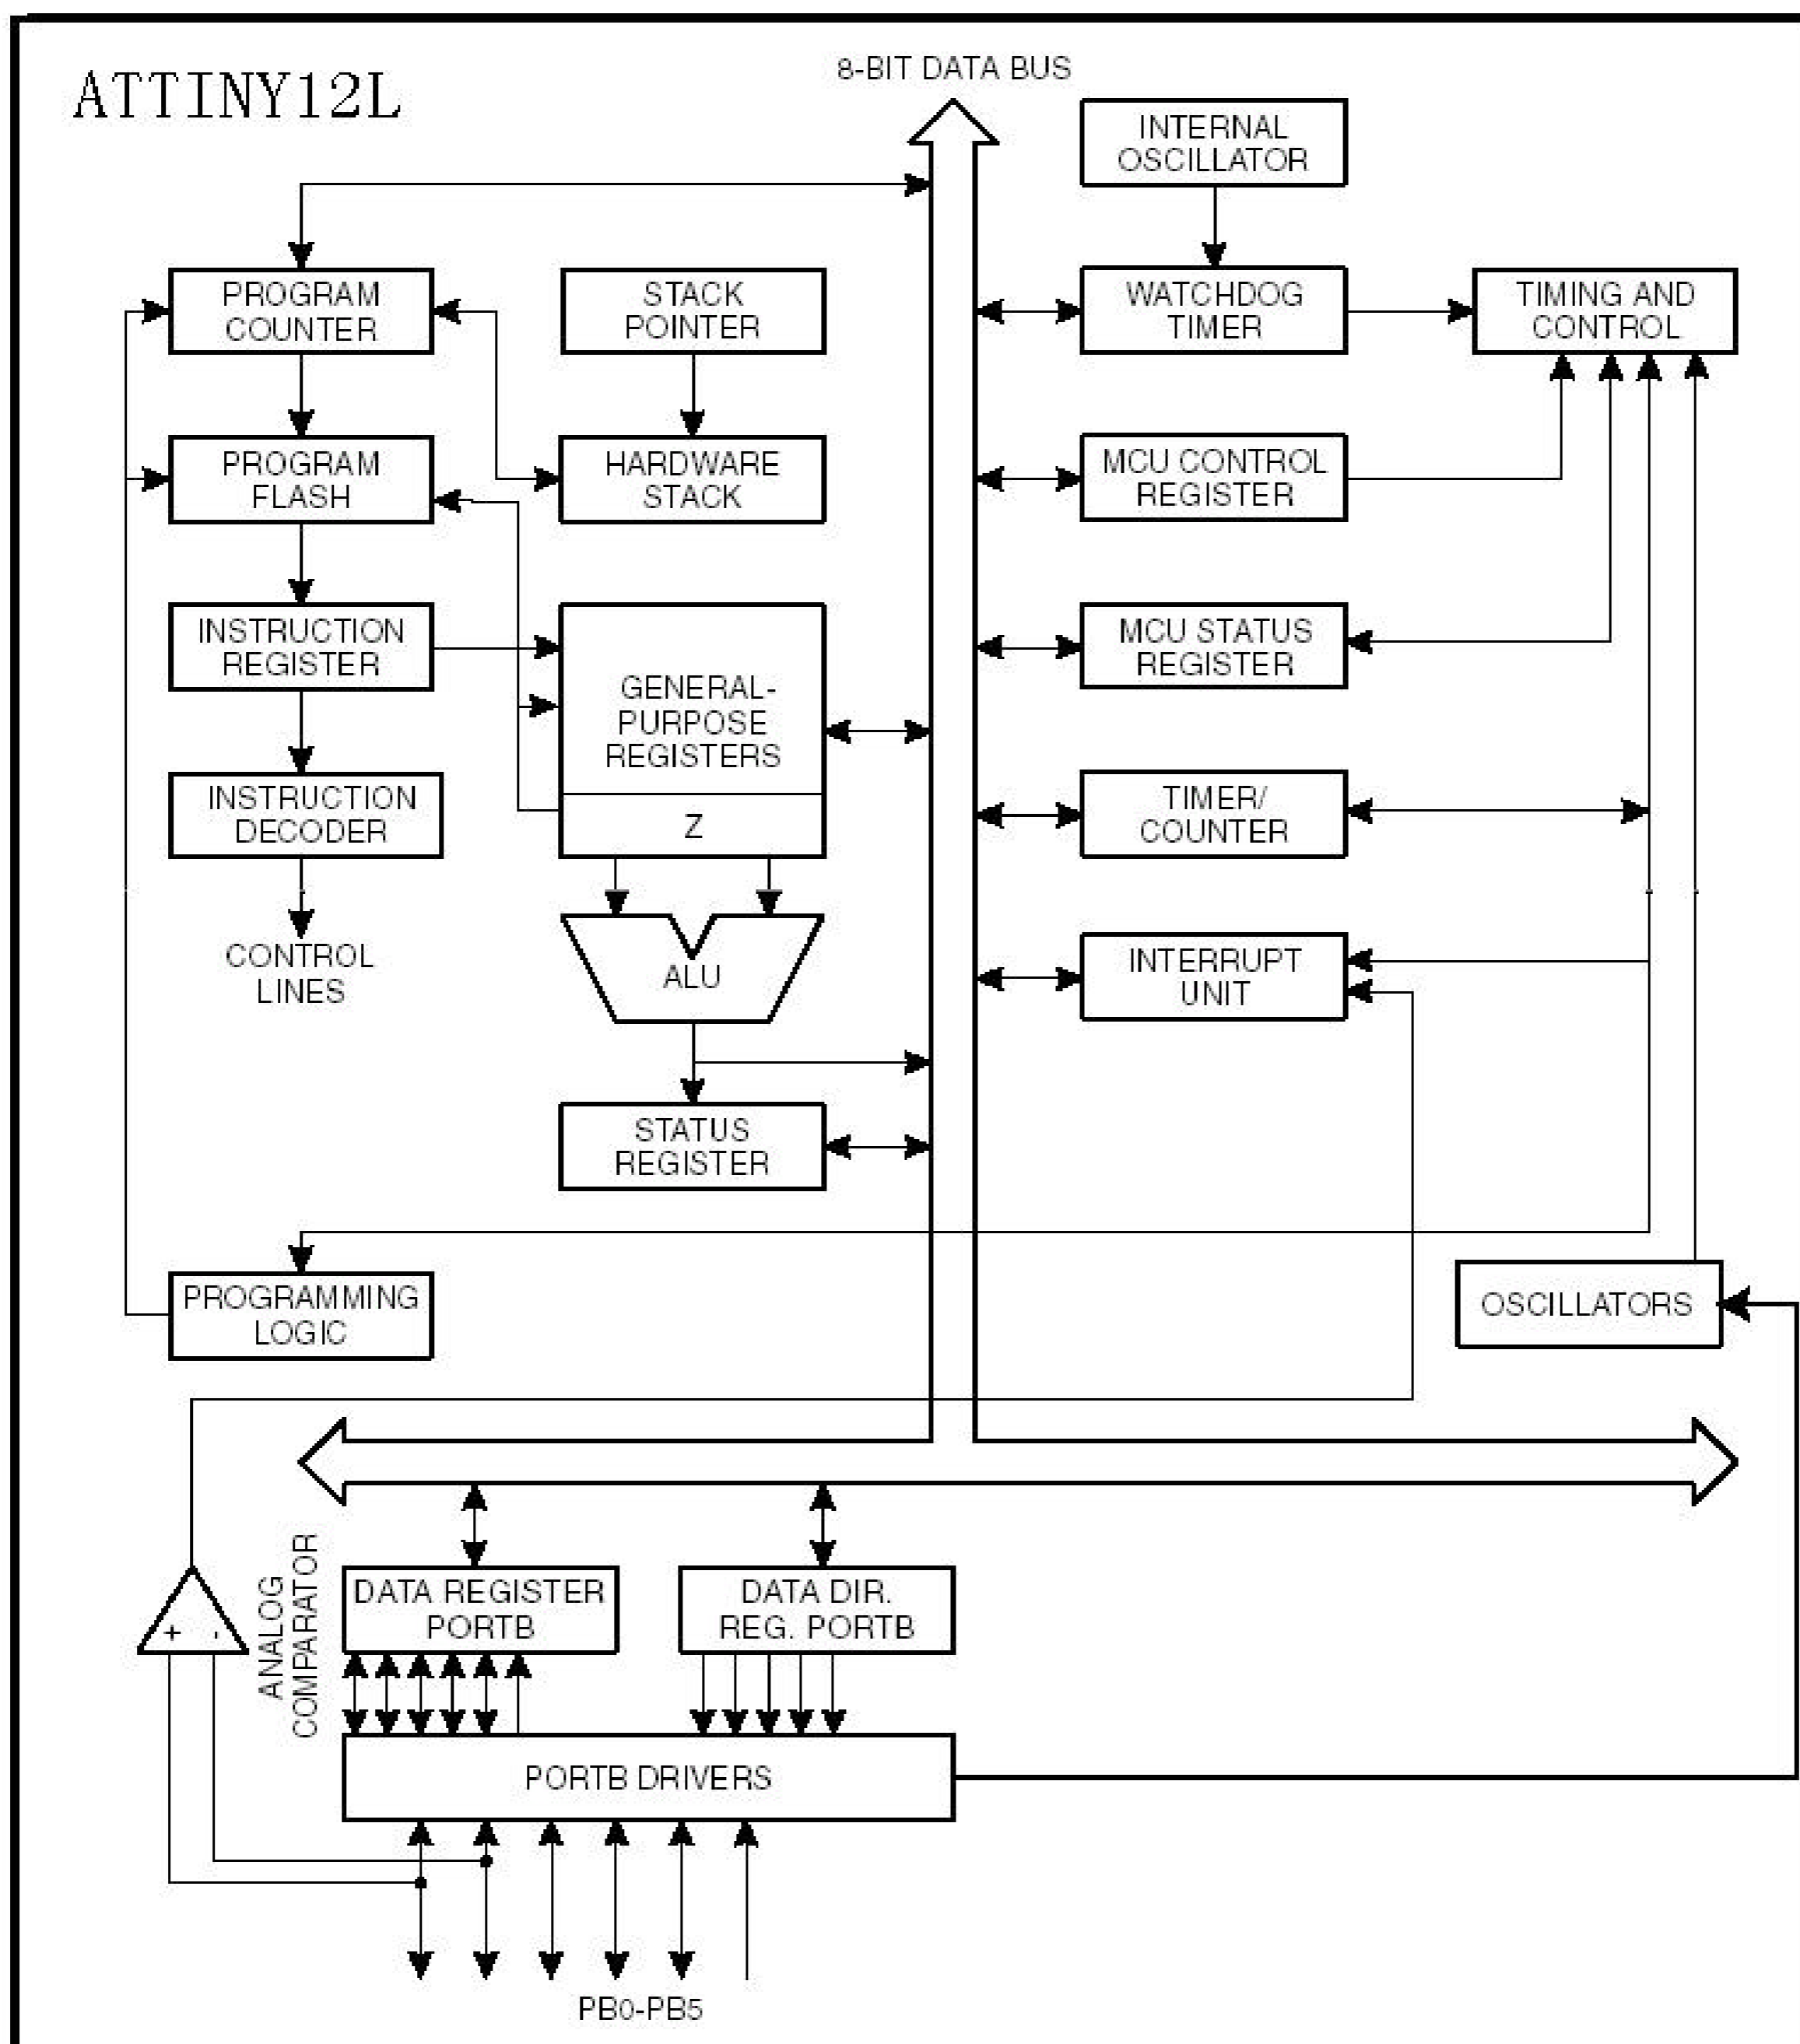 ATTINY12L
8-BIT DATA BUS
INTERNAL
OSCILLATOR
PROGRAM
COUNTER
STACK
POINTER
WATCHDOG
TIMER
TIMING AND
CONTROL
PROGRAM
FLASH
HARDWARE
STACK
MCU CONTROL
REGISTER
INSTRUCTION
REGISTER
GENERAL-
PURPOSE
REGISTERS
Z
MCU STATUS
REGISTER
INSTRUCTION
DECODER
TIMER/
COUNTER
CONTROL
LINES
ALU
INTERRUPT
UNIT
STATUS
REGISTER
PROGRAMMING
LOGIC
OSCILLATORS
+ -
ANALOG
COMPARATOR
DATA REGISTER
PORTB
DATA DIR.
REG. PORTB
PORTB DRIVERS
PB0-PB5